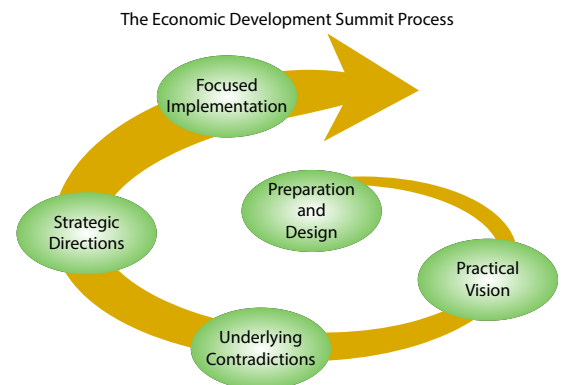 The Economic Development Summit Process
Focused
Implementation
Preparation
and
Design
Strategic
Directions
Practical
Vision
Underlying
Contradictions